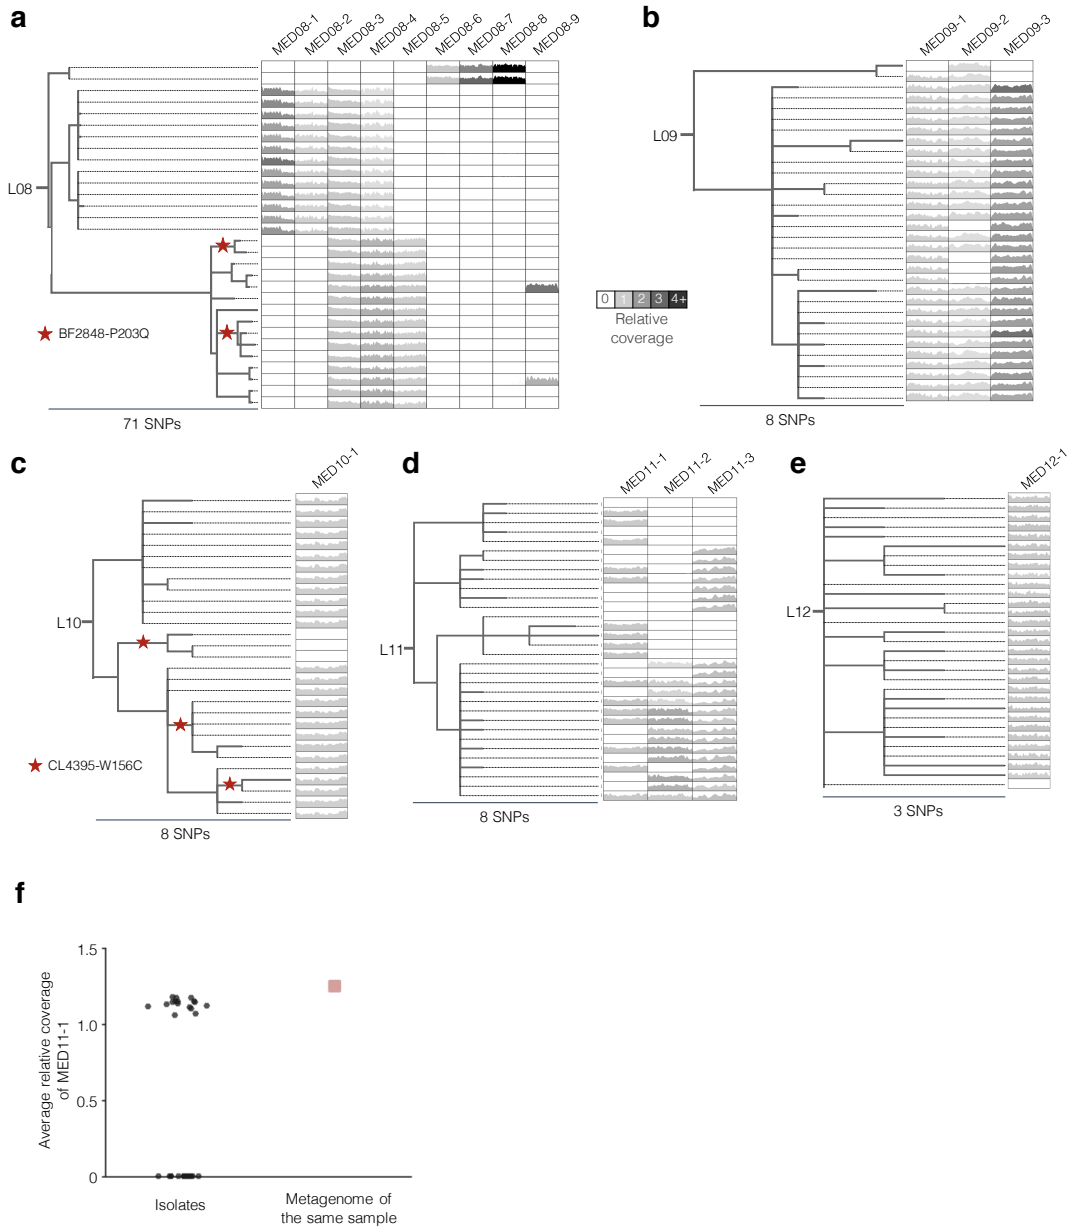 a
MED08-1 MED08-2 MED08-3 MED08-4 MED08-5 MED08-6 MED08-7 MED08-8 MED08-9
L08
BF2848-P203Q
71 SNPs
b
MED09-1 MED09-2 MED09-3
L09
0 1 2 3 4+
Relative
coverage
8 SNPs
c
MED10-1
L10
CL4395-W156C
8 SNPs
d
MED11-1 MED11-2 MED11-3
L11
8 SNPs
e
MED12-1
L12
3 SNPs
f
Average relative coverage
of MED11-1
1.5
1.0
0.5
0
Isolates
Metagenome of
the same sample